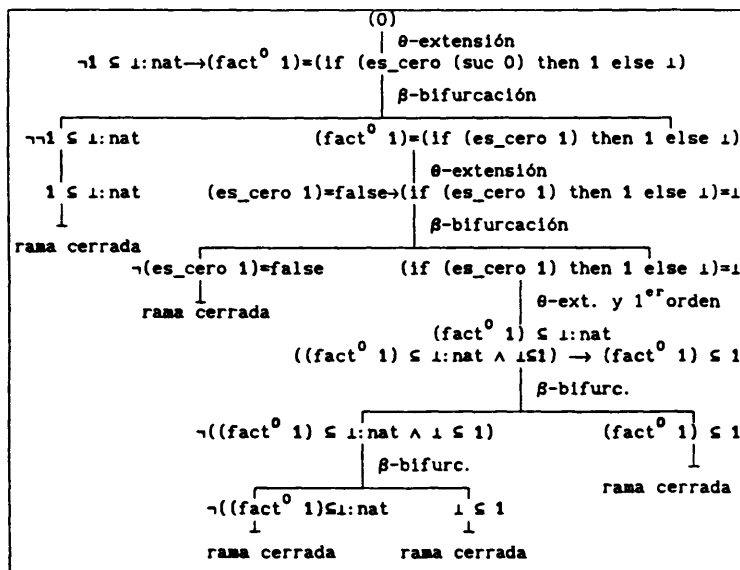 (0)
θ-extensión
¬1 ⊆ ⊥:nat→(fact⁰ 1)=(if (es_cero (suc 0) then 1 else ⊥)
β-bifurcación
¬¬1 ⊆ ⊥:nat (fact⁰ 1)=(if (es_cero 1) then 1 else ⊥)
θ-extensión
1 ⊆ ⊥:nat (es_cero 1)=false→(if (es_cero 1) then 1 else ⊥)=⊥
β-bifurcación
rama cerrada
¬(es_cero 1)=false (if (es_cero 1) then 1 else ⊥)=⊥
rama cerrada
θ-ext. y 1ᵉʳ orden
(fact⁰ 1) ⊆ ⊥:nat
((fact⁰ 1) ⊆ ⊥:nat ∧ ⊥⊆1) → (fact⁰ 1) ⊆ 1
β-bifurc.
¬((fact⁰ 1) ⊆ ⊥:nat ∧ ⊥ ⊆ 1) (fact⁰ 1) ⊆ 1
β-bifurc.
rama cerrada
¬((fact⁰ 1)⊆⊥:nat ⊥ ⊆ 1
⊥ ⊥
rama cerrada rama cerrada